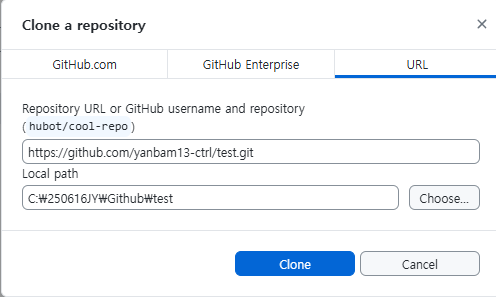 Clone a repository
GitHub.com
GitHub Enterprise
URL
Repository URL or GitHub username and repository
(hubot/cool-repo)
https://github.com/yanbam13-ctrl/test.git
Local path
C:₩250616JY₩Github₩test
Choose...
Clone
Cancel